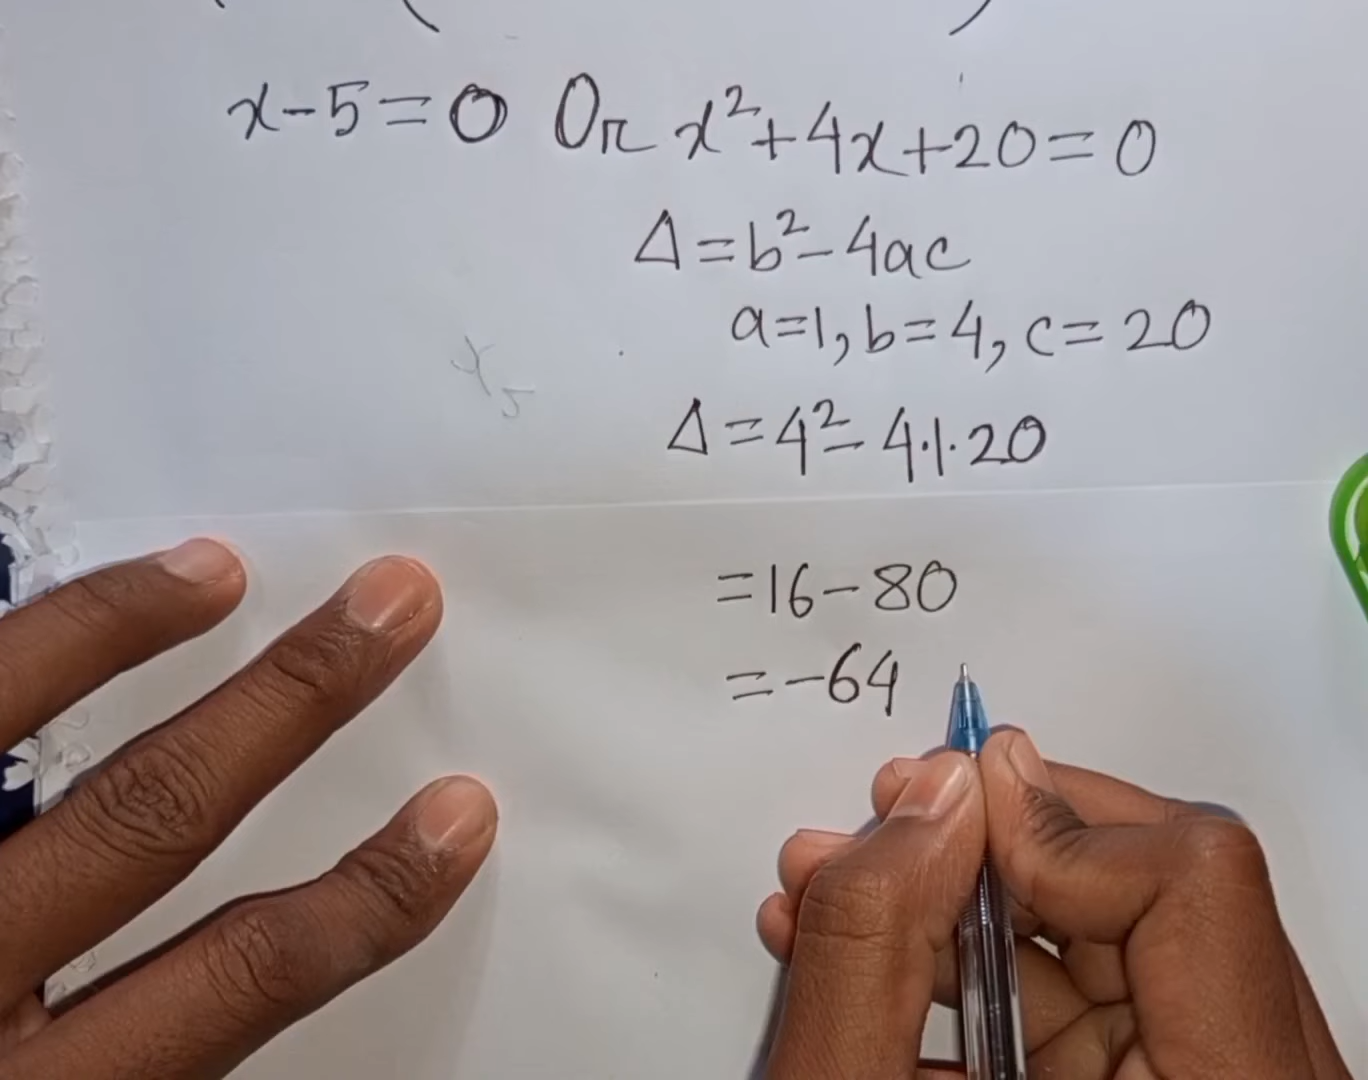 x-5=0 Or x²+4x+20=0
Δ=b²-4ac
a=1, b=4, c=20
Δ=4²-4·1·20
=16-80
=-64